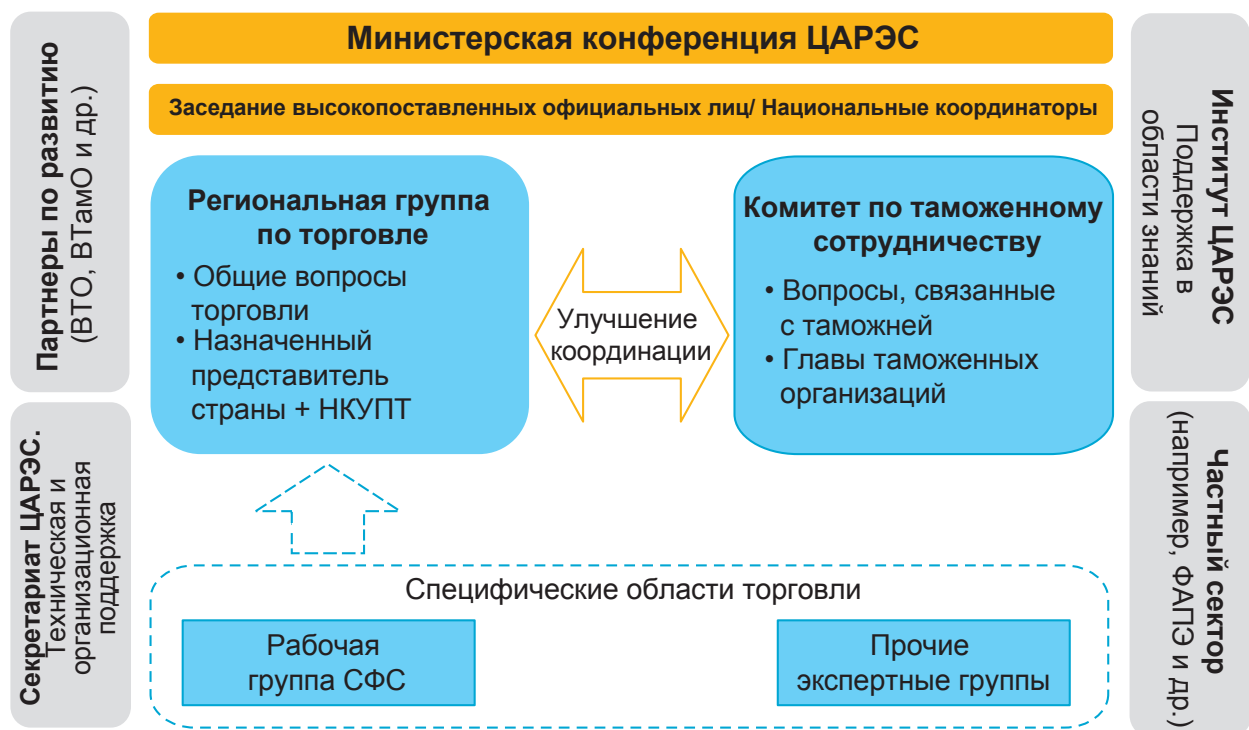 Партнеры по развитию
(ВТО, ВТамО и др.)
Секретариат ЦАРЭС.
Техническая и
организационная
поддержка
Министерская конференция ЦАРЭС
Заседание высокопоставленных официальных лиц/ Национальные координаторы
Региональная группа
по торговле
• Общие вопросы
торговли
• Назначенный
представитель
страны + НКУПТ
Улучшение
координации
Комитет по таможенному
сотрудничеству
• Вопросы, связанные
с таможней
• Главы таможенных
организаций
Специфические области торговли
Рабочая
группа СФС
Прочие
экспертные группы
Институт ЦАРЭС
Поддержка в
области знаний
Частный сектор
(например, ФАПЭ и др.)